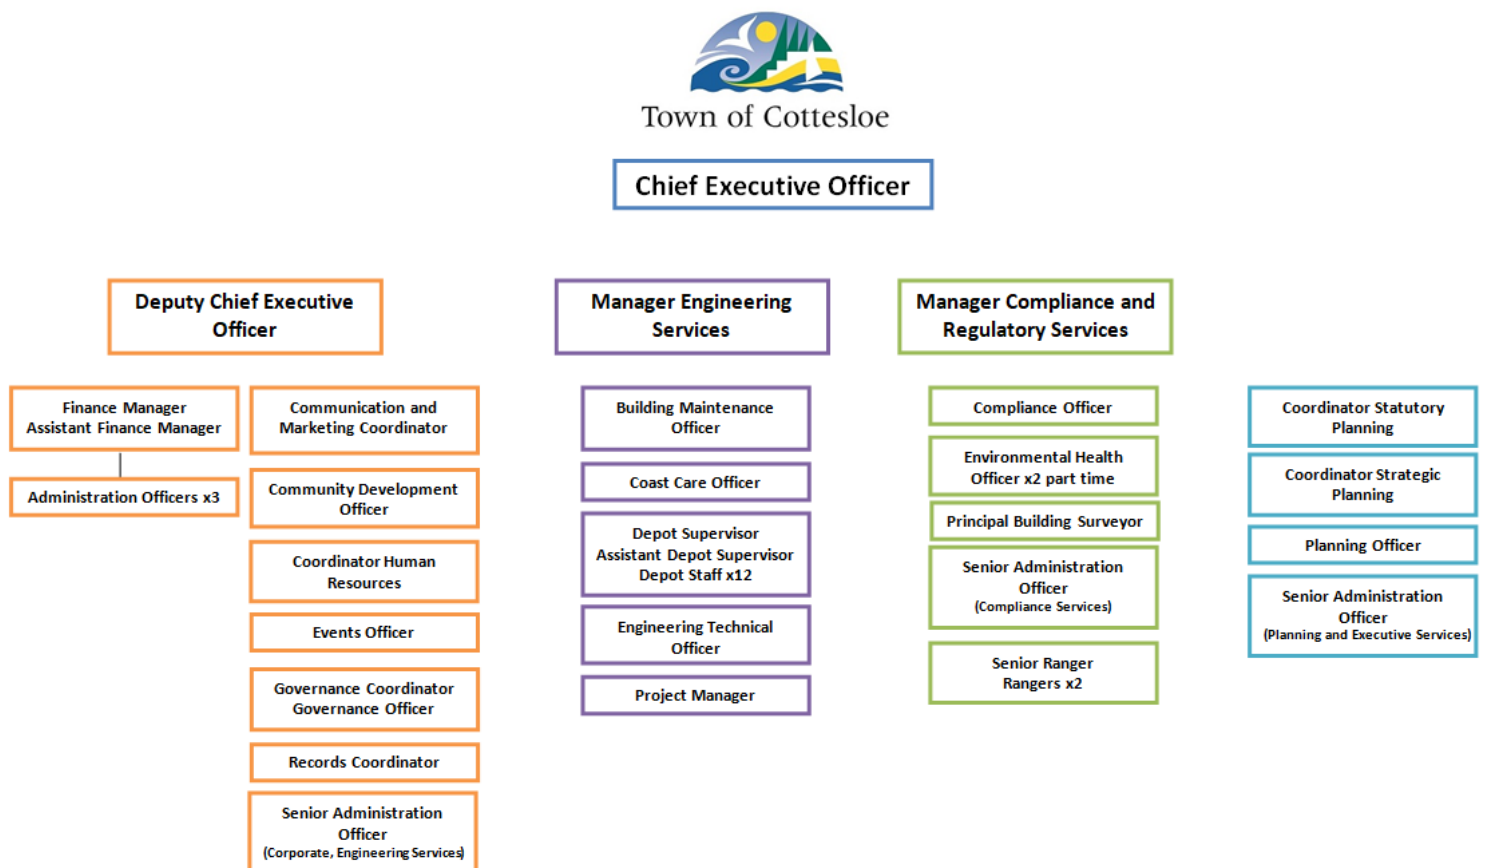 Town of Cottesloe
Chief Executive Officer
Deputy Chief Executive
Officer
Manager Engineering
Services
Manager Compliance and
Regulatory Services
Finance Manager
Assistant Finance Manager
Administration Officers x3
Communication and
Marketing Coordinator
Community Development
Officer
Coordinator Human
Resources
Events Officer
Governance Coordinator
Governance Officer
Records Coordinator
Senior Administration
Officer
(Corporate, Engineering Services)
Building Maintenance
Officer
Coast Care Officer
Depot Supervisor
Assistant Depot Supervisor
Depot Staff x12
Engineering Technical
Officer
Project Manager
Compliance Officer
Environmental Health
Officer x2 part time
Principal Building Surveyor
Senior Administration
Officer
(Compliance Services)
Senior Ranger
Rangers x2
Coordinator Statutory
Planning
Coordinator Strategic
Planning
Planning Officer
Senior Administration
Officer
(Planning and Executive Services)